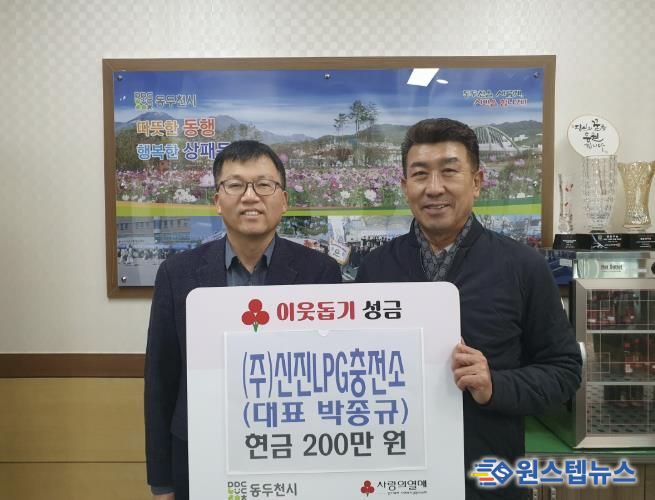 동두천시
따뜻한 동행
행복한 상패동
이웃돕기 성금
(주)신진LPG충전소
(대표 박종규)
현금 200만 원
동두천시
사랑의열매
원스텝뉴스